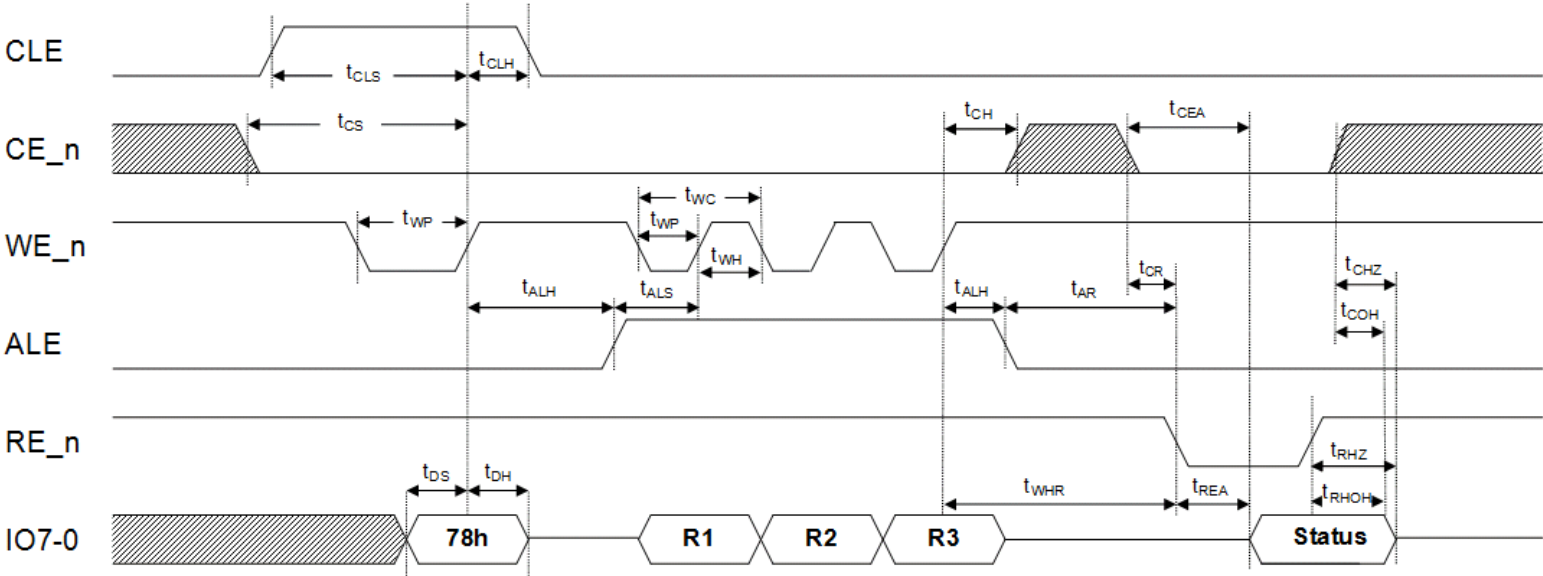 CLE
tCLS
tCLH
CE_n
tCS
tCH
tCEA
WE_n
tWP
tWC
tWP
tWH
tCR
tCHZ
ALE
tALH
tALS
tALH
tAR
tCOH
RE_n
tDS
tDH
tWHR
tREA
tRHZ
tRHOH
IO7-0
78h
R1
R2
R3
Status